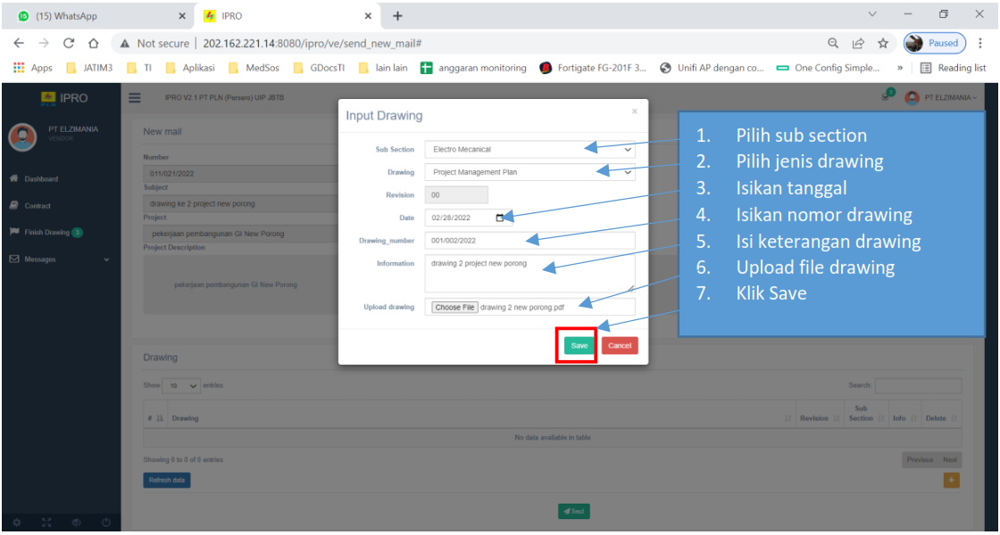 (15) WhatsApp
IPRO
Not secure | 202.162.221.14:8080/ipro/ve/send_new_mail#
Paused
Apps JATIM3 TI Aplikasi MedSos GDocsTI lain lain anggaran monitoring Fortigate FG-201F 3... Unifi AP dengan co... One Config Simple... » Reading list
IPRO
IPRO V2.1 PT PLN (Persero) UIP JBTB
PT ELZIMANIA
PT ELZIMANIA
VENDOR
Dashboard
Contract
Finish Drawing 3
Messages
New mail
Number
011/021/2022
Subject
drawing ke 2 project new porong
Project
pekerjaan pembangunan GI New Porong
Project Description
pekerjaan pembangunan GI New Porong
Input Drawing
×
Sub Section Electro Mecanical
Drawing Project Management Plan
Revision 00
Date 02/28/2022
Drawing_number 001/002/2022
Information drawing 2 project new porong
Upload drawing Choose File drawing 2 new porong.pdf
Save Cancel
1. Pilih sub section
2. Pilih jenis drawing
3. Isikan tanggal
4. Isikan nomor drawing
5. Isi keterangan drawing
6. Upload file drawing
7. Klik Save
Drawing
Show 10 entries
Search
# Drawing Revision Sub Section Info Delete
No data available in table
Showing 0 to 0 of 0 entries
Previous Next
Refresh data
+
Send